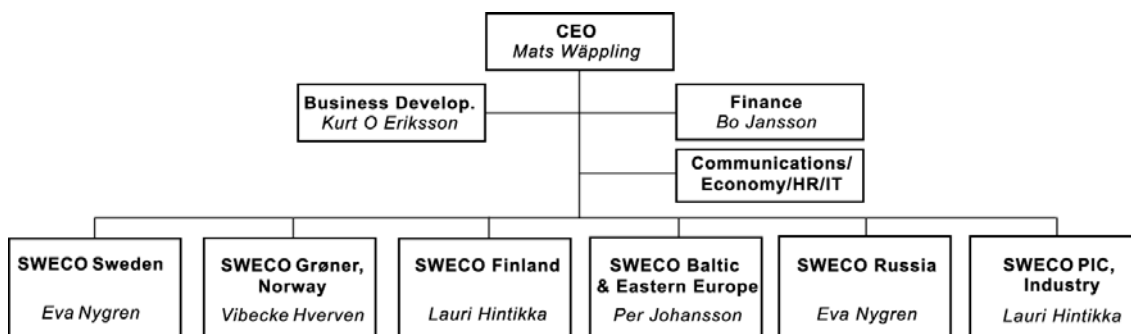 CEO
Mats Wäppling
Business Develop.
Kurt O Eriksson
Finance
Bo Jansson
Communications/
Economy/HR/IT
SWECO Sweden
Eva Nygren
SWECO Grøner,
Norway
Vibecke Hverven
SWECO Finland
Lauri Hintikka
SWECO Baltic
& Eastern Europe
Per Johansson
SWECO Russia
Eva Nygren
SWECO PIC,
Industry
Lauri Hintikka